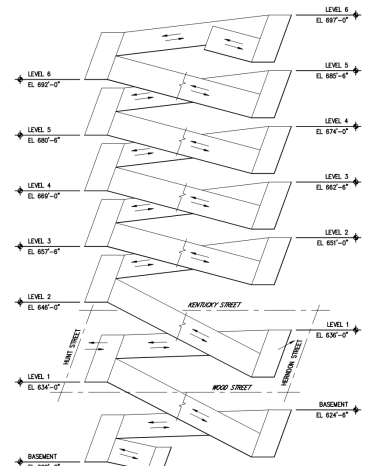 LEVEL 6
EL 697'-0"
LEVEL 6
EL 692'-0"
LEVEL 5
EL 685'-6"
LEVEL 5
EL 680'-6"
LEVEL 4
EL 674'-0"
LEVEL 4
EL 669'-0"
LEVEL 3
EL 662'-6"
LEVEL 3
EL 657'-6"
LEVEL 2
EL 651'-0"
LEVEL 2
EL 646'-0"
KENTUCKY STREET
LEVEL 1
EL 636'-0"
HUNT STREET
HERNDON STREET
LEVEL 1
EL 634'-0"
WOOD STREET
BASEMENT
EL 624'-6"
BASEMENT